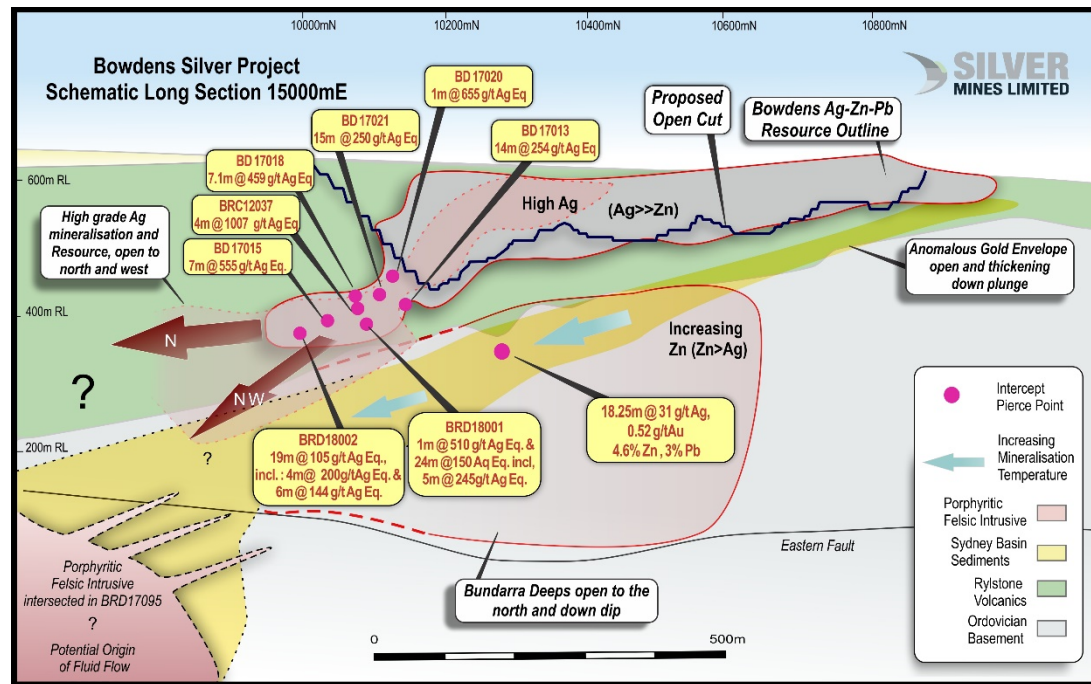 10000mN
10200mN
10400mN
10600mN
10800mN
Bowdens Silver Project
Schematic Long Section 15000mE
SILVER
MINES LIMITED
BD 17020
1m @ 655 g/t Ag Eq
BD 17021
15m @ 250 g/t Ag Eq
BD 17013
14m @ 254 g/t Ag Eq
Proposed
Open Cut
Bowdens Ag-Zn-Pb
Resource Outline
BD 17018
7.1m @ 459 g/t Ag Eq
BRC12037
4m @ 1007 g/t Ag Eq
BD 17015
7m @ 555 g/t Ag Eq.
600m RL
400m RL
200m RL
High grade Ag
mineralisation and
Resource, open to
north and west
High Ag
(Ag>>Zn)
Anomalous Gold Envelope
open and thickening
down plunge
Increasing
Zn (Zn>Ag)
N
NW
?
?
18.25m @ 31 g/t Ag,
0.52 g/tAu
4.6% Zn , 3% Pb
BRD18002
19m @ 105 g/t Ag Eq.,
incl. : 4m @ 200g/tAg Eq. &
6m @ 144 g/t Ag Eq.
BRD18001
1m @ 510 g/t Ag Eq. &
24m @150 Aq Eq. incl,
5m @ 245g/t Ag Eq.
Eastern Fault
Bundarra Deeps open to the
north and down dip
Porphyritic
Felsic Intrusive
intersected in BRD17095
?
Potential Origin
of Fluid Flow
0
500m
Intercept
Pierce Point
Increasing
Mineralisation
Temperature
Porphyritic
Felsic Intrusive
Sydney Basin
Sediments
Rylstone
Volcanics
Ordovician
Basement